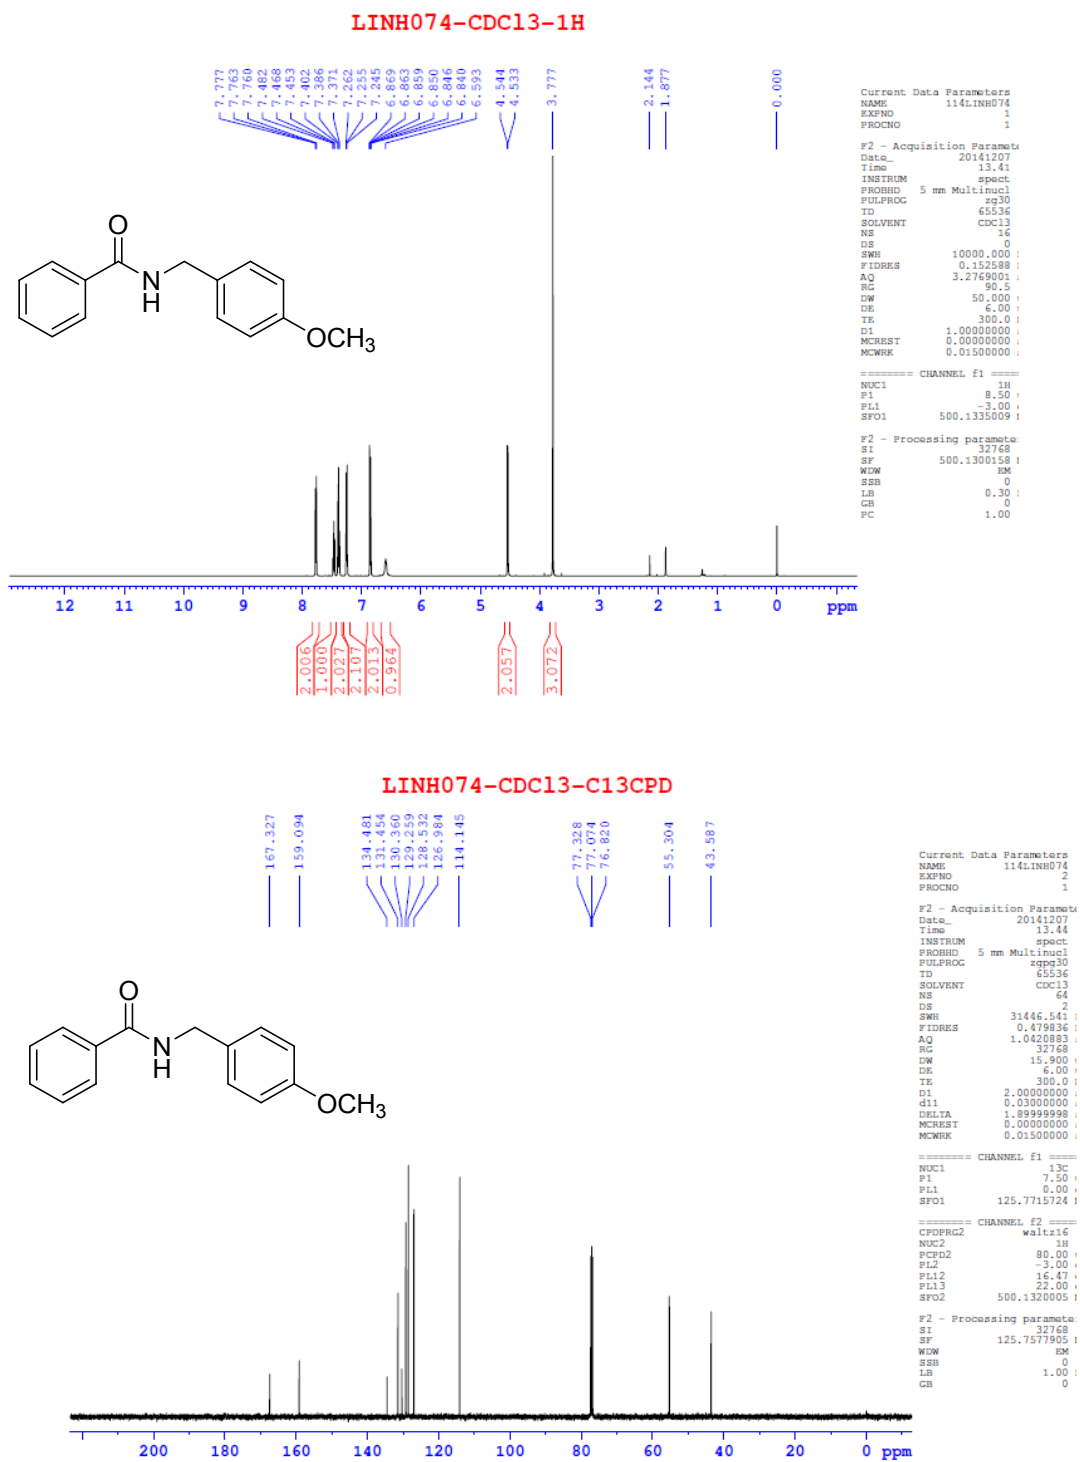 LINH074-CDCl3-1H
7.777
7.763
7.760
7.482
7.468
7.453
7.402
7.386
7.371
7.262
7.255
7.245
6.869
6.863
6.859
6.850
6.846
6.840
6.593
4.544
4.533
3.777
2.144
1.877
0.000
Current Data Parameters
NAME 114LINH074
EXPNO 1
PROCNO 1
F2 - Acquisition Paramete
Date_ 20141207
Time 13.41
INSTRUM spect
PROBHD 5 mm Multinucl
PULPROG zg30
TD 65536
SOLVENT CDCl3
NS 16
DS 0
SWH 10000.000
FIDRES 0.152588
AQ 3.2769001
RG 90.5
DW 50.000
DE 6.00
TE 300.0
D1 1.00000000
MCREST 0.00000000
MCWRK 0.01500000
======== CHANNEL f1 ====
NUC1 1H
P1 8.50
PL1 -3.00
SFO1 500.1335009
F2 - Processing paramete
SI 32768
SF 500.1300158
WDW EM
SSB 0
LB 0.30
GB 0
PC 1.00
O
N
H
OCH3
12 11 10 9 8 7 6 5 4 3 2 1 0 ppm
2.006
1.000
2.027
2.107
2.013
0.964
2.057
3.072
LINH074-CDCl3-C13CPD
167.327
159.094
134.481
131.454
130.360
129.259
128.532
126.984
114.145
77.328
77.074
76.820
55.304
43.587
Current Data Parameters
NAME 114LINH074
EXPNO 2
PROCNO 1
F2 - Acquisition Paramete
Date_ 20141207
Time 13.44
INSTRUM spect
PROBHD 5 mm Multinucl
PULPROG zgpg30
TD 65536
SOLVENT CDCl3
NS 64
DS 2
SWH 31446.541
FIDRES 0.479836
AQ 1.0420883
RG 32768
DW 15.900
DE 6.00
TE 300.0
D1 2.00000000
d11 0.03000000
DELTA 1.89999998
MCREST 0.00000000
MCWRK 0.01500000
======== CHANNEL f1 ====
NUC1 13C
P1 7.50
PL1 0.00
SFO1 125.7715724
======== CHANNEL f2 ====
CPDPRG2 waltz16
NUC2 1H
PCPD2 80.00
PL2 -3.00
PL12 16.47
PL13 22.00
SFO2 500.1320005
F2 - Processing paramete
SI 32768
SF 125.7577905
WDW EM
SSB 0
LB 1.00
GB 0
O
N
H
OCH3
200 180 160 140 120 100 80 60 40 20 0 ppm